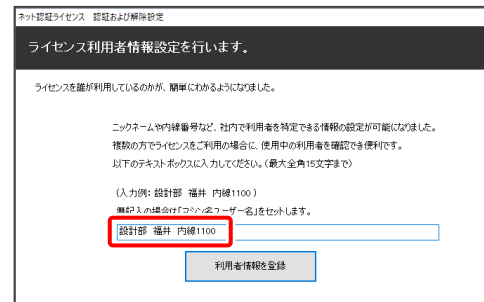 ネット認証ライセンス　認証および解除設定
ライセンス利用者情報設定を行います。
ライセンスを誰が利用しているのかが、簡単にわかるようになりました。
ニックネームや内線番号など、社内で利用者を特定できる情報の設定が可能になりました。
複数の方でライセンスをご利用の場合に、使用中の利用者を確認でき便利です。
以下のテキストボックスに入力してください。(最大全角15文字まで)
(入力例: 設計部　福井　内線1100 )
無記入の場合は「マシン名ユーザー名」をセットします。
設計部　福井　内線1100
利用者情報を登録